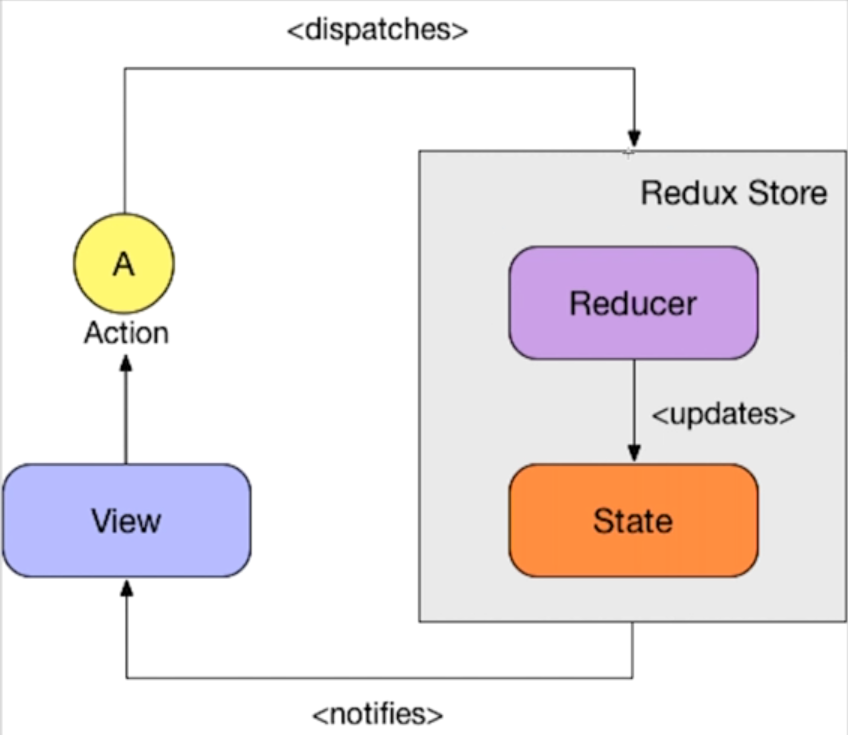 <dispatches>
Redux Store
A
Reducer
Action
<updates>
View
State
<notifies>